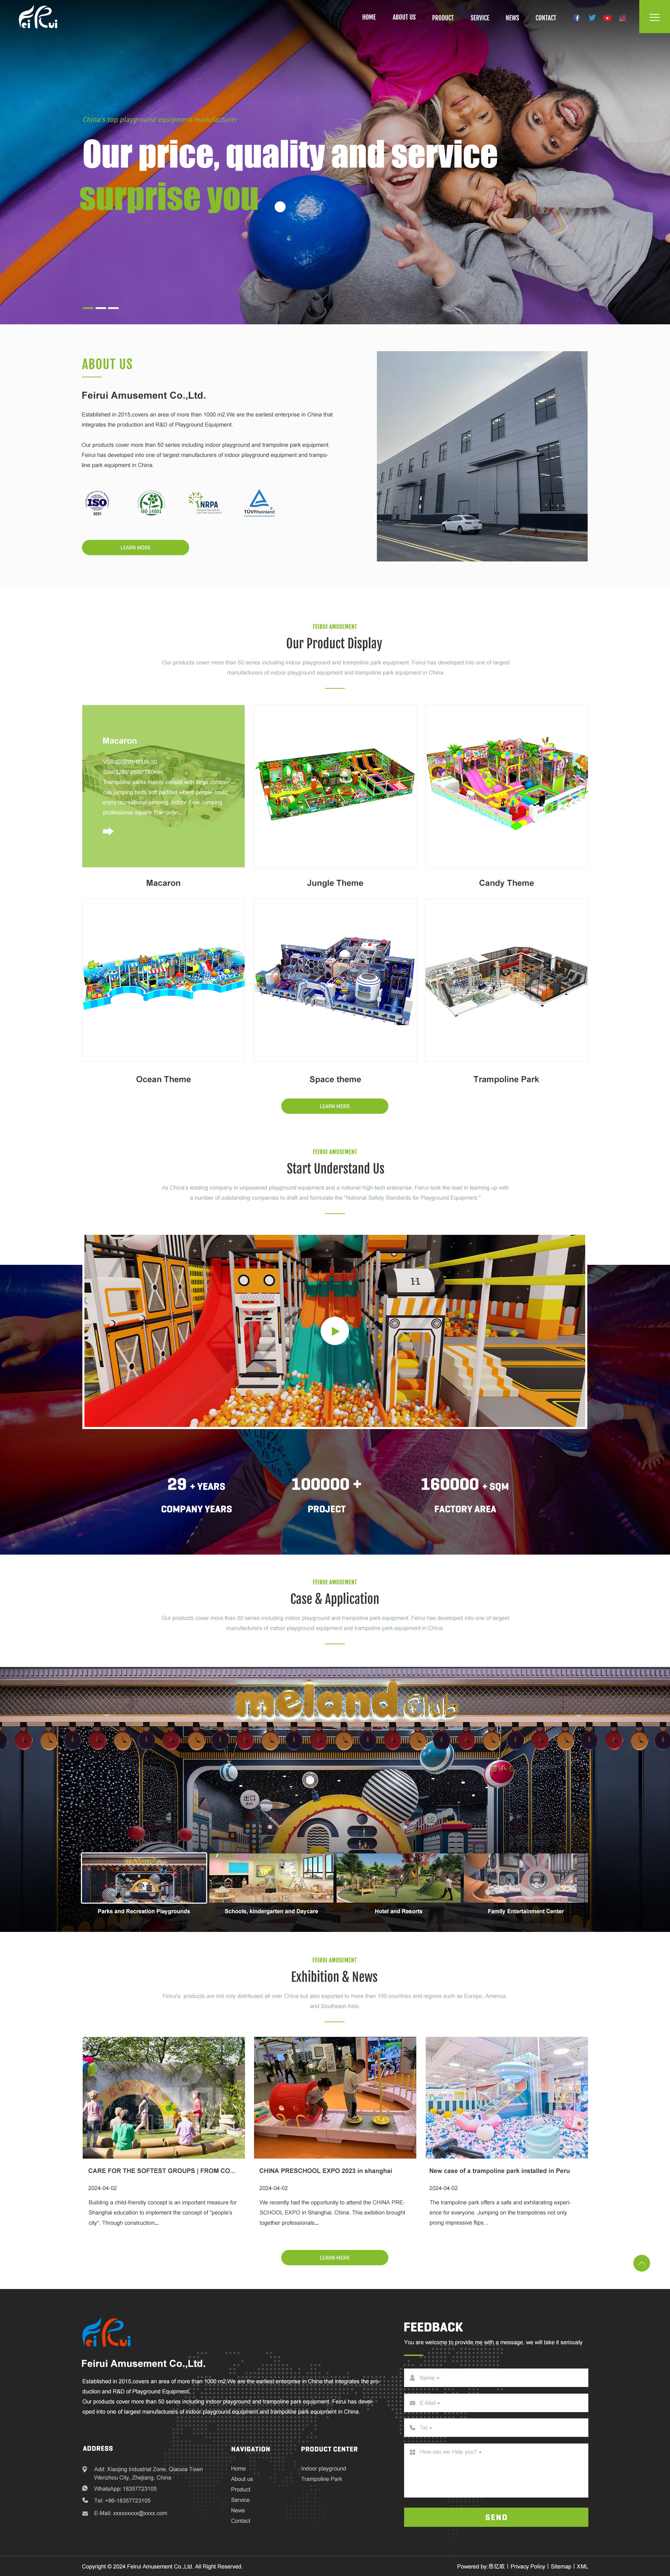 Fei Rui
HOME
ABOUT US
PRODUCT
SERVICE
NEWS
CONTACT
China's top playground equipment manufacturer
Our price, quality and service
surprise you
ABOUT US
Feirui Amusement Co.,Ltd.
Established in 2015,covers an area of more than 1000 m2.We are the earliest enterprise in China that
integrates the production and R&D of Playground Equipment.
Our products cover more than 50 series including indoor playground and trampoline park equipment.
Feirui has developed into one of largest manufacturers of indoor playground equipment and trampo-
line park equipment in China.
ISO
9001
ISO 14001
NRPA
TÜVRheinland
LEARN MORE
FEIRUI AMUSEMENT
Our Product Display
Our products cover more than 50 series including indoor playground and trampoline park equipment. Feirui has developed into one of largest
manufacturers of indoor playground equipment and trampoline park equipment in China.
Macaron
Trampoline parks mainly consist with large continu-
ous jumping beds soft padded where people could
enjoy recreational jumping, indoor Free Jumping,
professional square Trampolin...
Macaron
Jungle Theme
Candy Theme
Ocean Theme
Space theme
Trampoline Park
LEARN MORE
FEIRUI AMUSEMENT
Start Understand Us
As China's leading company in unpowered playground equipment and a national high-tech enterprise, Feirui took the lead in teaming up with
a number of outstanding companies to draft and formulate the "National Safety Standards for Playground Equipment."
H
29 + YEARS
COMPANY YEARS
100000 +
PROJECT
160000 + SQM
FACTORY AREA
FEIRUI AMUSEMENT
Case & Application
Our products cover more than 50 series including indoor playground and trampoline park equipment. Feirui has developed into one of largest
manufacturers of indoor playground equipment and trampoline park equipment in China.
meland Club
出口
Parks and Recreation Playgrounds
Schools, kindergarten and Daycare
Hotel and Resorts
Family Entertainment Center
FEIRUI AMUSEMENT
Exhibition & News
Feirui's products are not only distributed all over China but also exported to more than 100 countries and regions such as Europe, America,
and Southeast Asia.
CARE FOR THE SOFTEST GROUPS | FROM CO...
2024-04-02
Building a child-friendly concept is an important measure for
Shanghai education to implement the concept of "people's
city". Through construction...
CHINA PRESCHOOL EXPO 2023 in shanghai
2024-04-02
We recently had the opportunity to attend the CHINA PRE-
SCHOOL EXPO in Shanghai, China. This exibition brought
together professionals...
New case of a trampoline park installed in Peru
2024-04-02
The trampoline park offers a safe and exhilarating experi-
ence for everyone. Jumping on the trampolines not only
prong impressive flips...
LEARN MORE
Fei Rui
Feirui Amusement Co.,Ltd.
Established in 2015,covers an area of more than 1000 m2.We are the earliest enterprise in China that integrates the pro-
duction and R&D of Playground Equipment.
Our products cover more than 50 series including indoor playground and trampoline park equipment. Feirui has devel-
oped into one of largest manufacturers of indoor playground equipment and trampoline park equipment in China.
ADDRESS
Add: Xiaojing Industrial Zone, Qiaoxia Town
Wenzhou City, Zhejiang, China
WhatsApp: 18357723105
Tel: +86-18357723105
E-Mail: xxxxxxxxx@xxxx.com
NAVIGATION
Home
About us
Product
Service
News
Contact
PRODUCT CENTER
Indoor playground
Trampoline Park
FEEDBACK
You are welcome to provide me with a message, we will take it seriously
Name *
E-Mail *
Tel *
How can we Help you? *
SEND
Copyright © 2024 Feirui Amusement Co.,Ltd. All Right Reserved.
Powered by:思亿欧 | Privacy Policy | Sitemap | XML